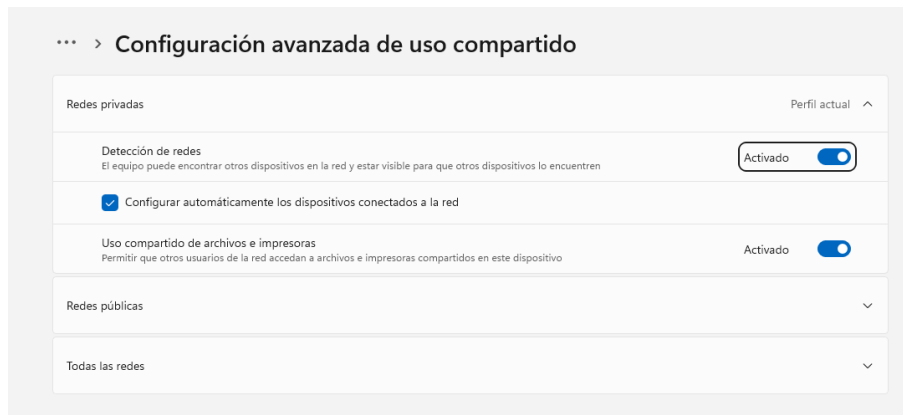 ... > Configuración avanzada de uso compartido
Redes privadas Perfil actual
Detección de redes Activado
El equipo puede encontrar otros dispositivos en la red y estar visible para que otros dispositivos lo encuentren
Configurar automáticamente los dispositivos conectados a la red
Uso compartido de archivos e impresoras Activado
Permitir que otros usuarios de la red accedan a archivos e impresoras compartidos en este dispositivo
Redes públicas
Todas las redes